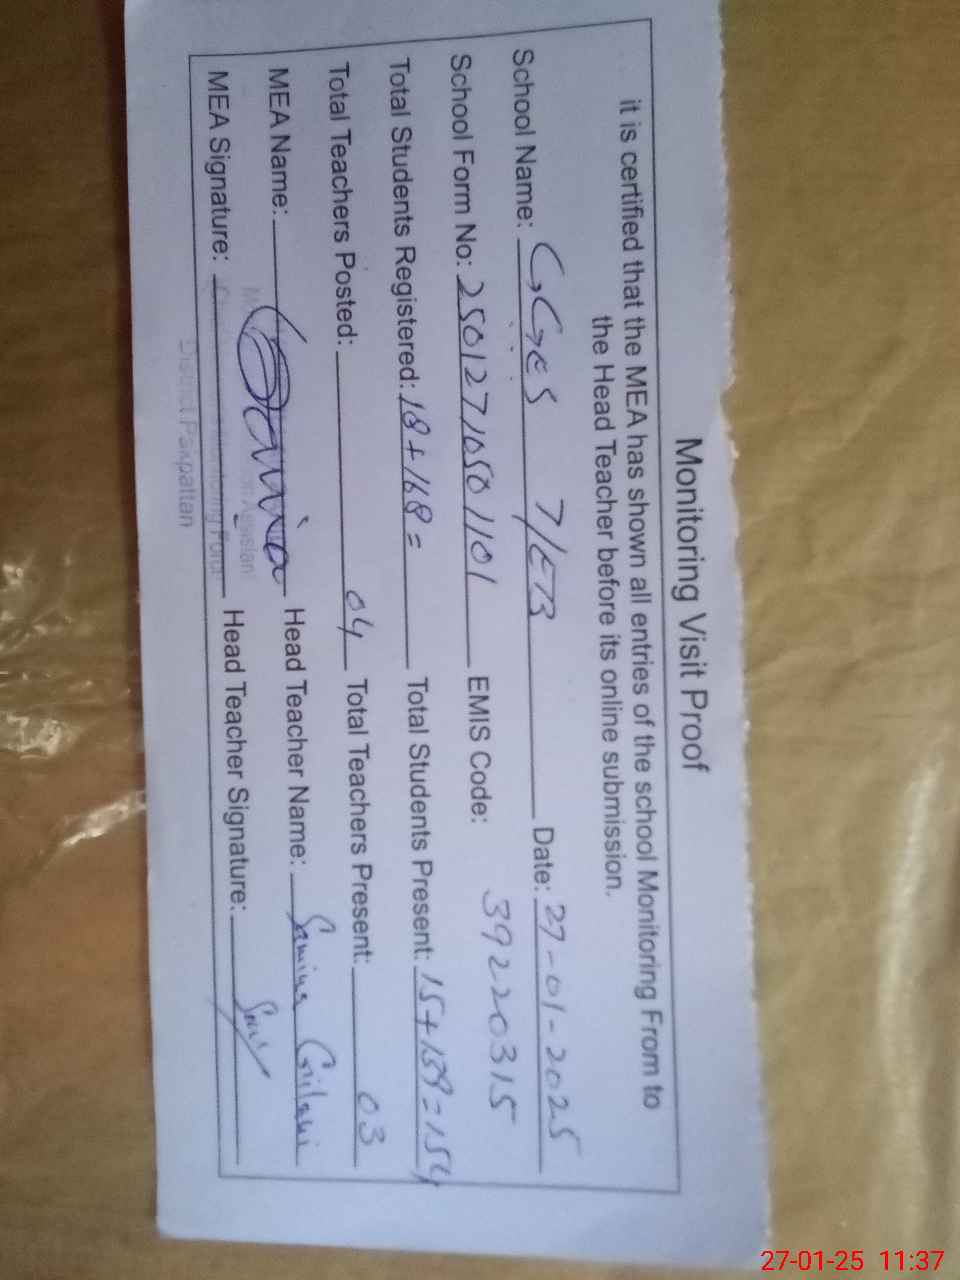 Monitoring Visit Proof
it is certified that the MEA has shown all entries of the school Monitoring From to
the Head Teacher before its online submission.
School Name: GGES 7/EB Date: 27-01-2025
School Form No: 25012710501101 EMIS Code: 39220315
Total Students Registered: 18+168= Total Students Present: 15+139=154
Total Teachers Posted: 04 Total Teachers Present: 03
MEA Name: Head Teacher Name: Samina Gillani
MEA Signature: Head Teacher Signature:
District Pakpattan
27-01-25 11:37